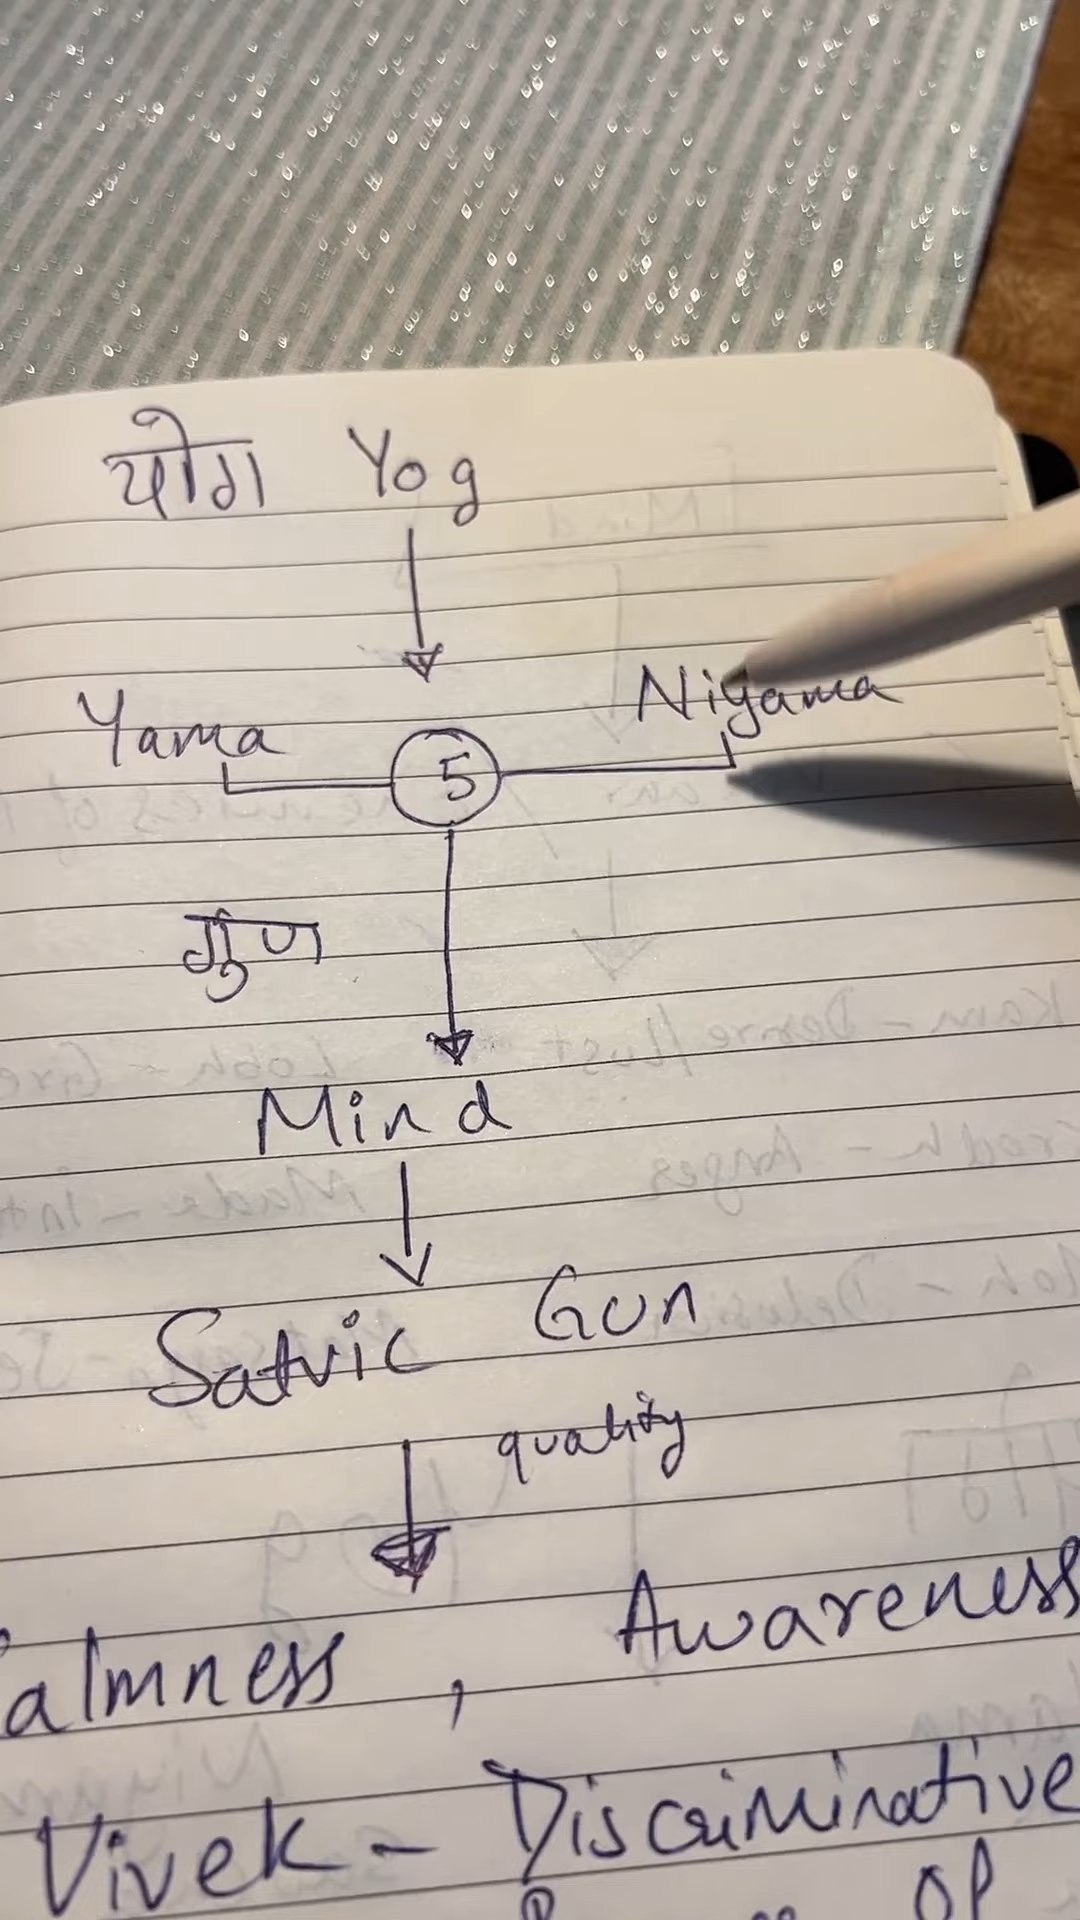 योग Yog
Yama 5 Niyama
गुण
Mind
Satvic Gun
quality
almness , Awareness
Vivek - Discriminative
of